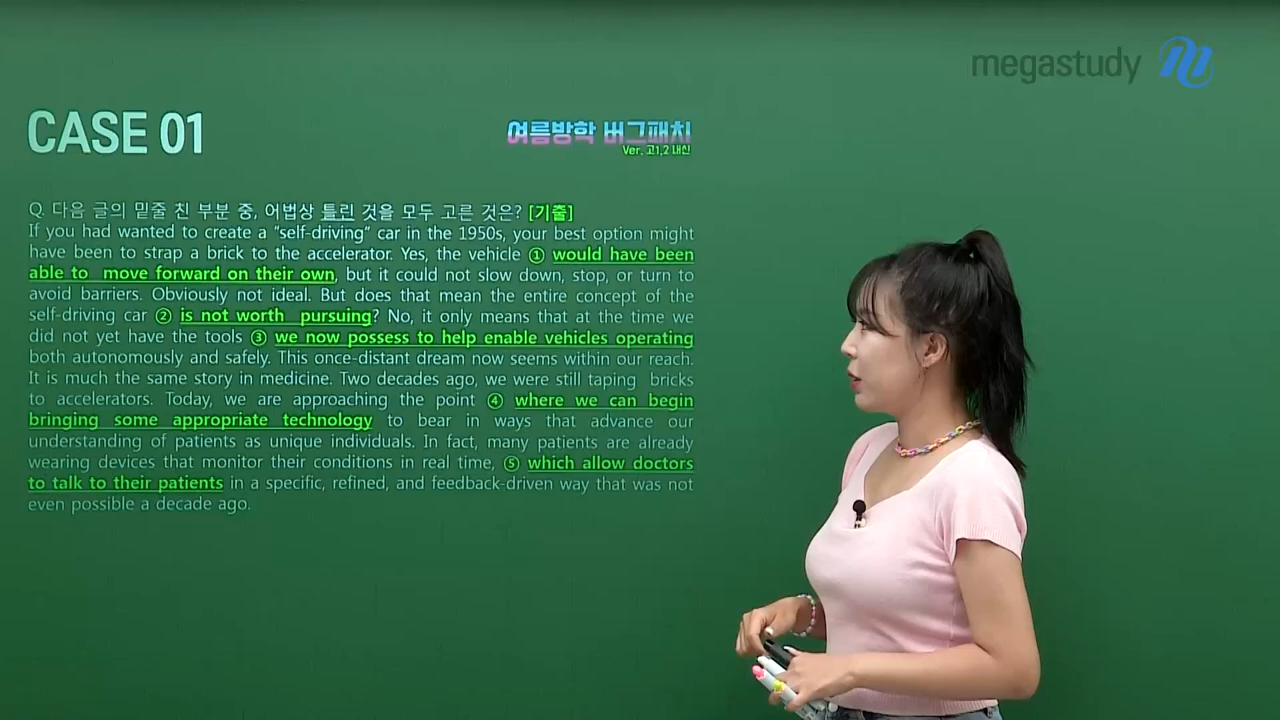 megastudy
CASE 01
여름방학 버그패치
Ver. 고1,2 내신
Q. 다음 글의 밑줄 친 부분 중, 어법상 틀린 것을 모두 고른 것은? [기출]
If you had wanted to create a “self-driving” car in the 1950s, your best option might
have been to strap a brick to the accelerator. Yes, the vehicle ① would have been
able to move forward on their own, but it could not slow down, stop, or turn to
avoid barriers. Obviously not ideal. But does that mean the entire concept of the
self-driving car ② is not worth pursuing? No, it only means that at the time we
did not yet have the tools ③ we now possess to help enable vehicles operating
both autonomously and safely. This once-distant dream now seems within our reach.
It is much the same story in medicine. Two decades ago, we were still taping bricks
to accelerators. Today, we are approaching the point ④ where we can begin
bringing some appropriate technology to bear in ways that advance our
understanding of patients as unique individuals. In fact, many patients are already
wearing devices that monitor their conditions in real time, ⑤ which allow doctors
to talk to their patients in a specific, refined, and feedback-driven way that was not
even possible a decade ago.